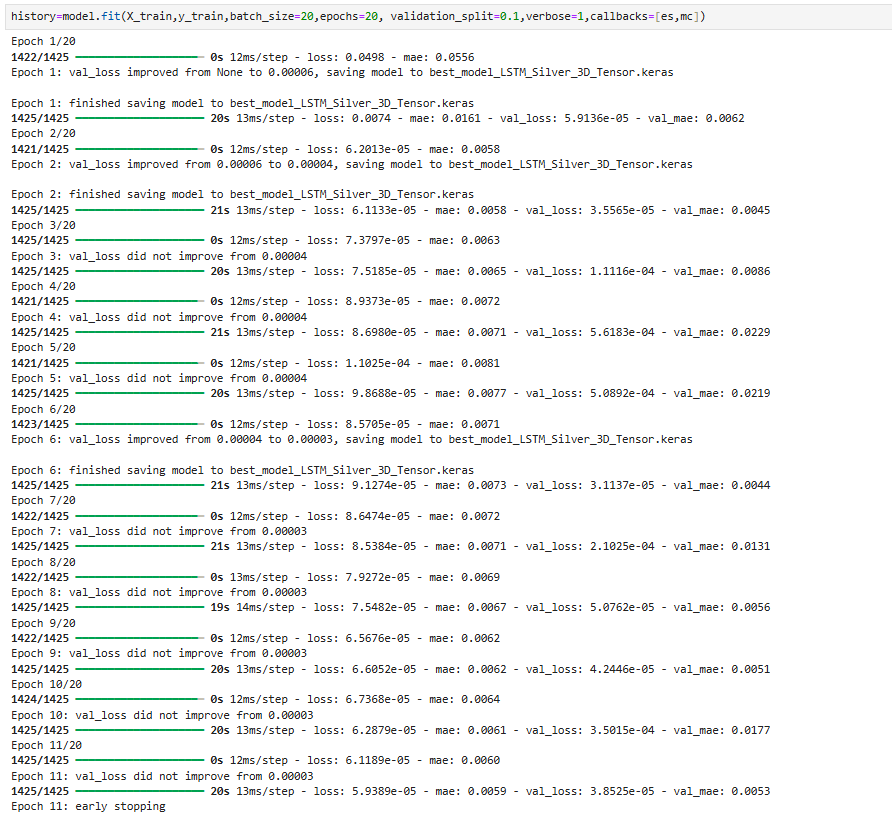 history=model.fit(X_train,y_train,batch_size=20,epochs=20, validation_split=0.1,verbose=1,callbacks=[es,mc])
Epoch 1/20
1422/1425 0s 12ms/step - loss: 0.0498 - mae: 0.0556
Epoch 1: val_loss improved from None to 0.00006, saving model to best_model_LSTM_Silver_3D_Tensor.keras
Epoch 1: finished saving model to best_model_LSTM_Silver_3D_Tensor.keras
1425/1425 20s 13ms/step - loss: 0.0074 - mae: 0.0161 - val_loss: 5.9136e-05 - val_mae: 0.0062
Epoch 2/20
1421/1425 0s 12ms/step - loss: 6.2013e-05 - mae: 0.0058
Epoch 2: val_loss improved from 0.00006 to 0.00004, saving model to best_model_LSTM_Silver_3D_Tensor.keras
Epoch 2: finished saving model to best_model_LSTM_Silver_3D_Tensor.keras
1425/1425 21s 13ms/step - loss: 6.1133e-05 - mae: 0.0058 - val_loss: 3.5565e-05 - val_mae: 0.0045
Epoch 3/20
1425/1425 0s 12ms/step - loss: 7.3797e-05 - mae: 0.0063
Epoch 3: val_loss did not improve from 0.00004
1425/1425 20s 13ms/step - loss: 7.5185e-05 - mae: 0.0065 - val_loss: 1.1116e-04 - val_mae: 0.0086
Epoch 4/20
1421/1425 0s 12ms/step - loss: 8.9373e-05 - mae: 0.0072
Epoch 4: val_loss did not improve from 0.00004
1425/1425 21s 13ms/step - loss: 8.6980e-05 - mae: 0.0071 - val_loss: 5.6183e-04 - val_mae: 0.0229
Epoch 5/20
1421/1425 0s 12ms/step - loss: 1.1025e-04 - mae: 0.0081
Epoch 5: val_loss did not improve from 0.00004
1425/1425 20s 13ms/step - loss: 9.8688e-05 - mae: 0.0077 - val_loss: 5.0892e-04 - val_mae: 0.0219
Epoch 6/20
1423/1425 0s 12ms/step - loss: 8.5705e-05 - mae: 0.0071
Epoch 6: val_loss improved from 0.00004 to 0.00003, saving model to best_model_LSTM_Silver_3D_Tensor.keras
Epoch 6: finished saving model to best_model_LSTM_Silver_3D_Tensor.keras
1425/1425 21s 13ms/step - loss: 9.1274e-05 - mae: 0.0073 - val_loss: 3.1137e-05 - val_mae: 0.0044
Epoch 7/20
1422/1425 0s 12ms/step - loss: 8.6474e-05 - mae: 0.0072
Epoch 7: val_loss did not improve from 0.00003
1425/1425 21s 13ms/step - loss: 8.5384e-05 - mae: 0.0071 - val_loss: 2.1025e-04 - val_mae: 0.0131
Epoch 8/20
1422/1425 0s 13ms/step - loss: 7.9272e-05 - mae: 0.0069
Epoch 8: val_loss did not improve from 0.00003
1425/1425 19s 14ms/step - loss: 7.5482e-05 - mae: 0.0067 - val_loss: 5.0762e-05 - val_mae: 0.0056
Epoch 9/20
1422/1425 0s 12ms/step - loss: 6.5676e-05 - mae: 0.0062
Epoch 9: val_loss did not improve from 0.00003
1425/1425 20s 13ms/step - loss: 6.6052e-05 - mae: 0.0062 - val_loss: 4.2446e-05 - val_mae: 0.0051
Epoch 10/20
1424/1425 0s 12ms/step - loss: 6.7368e-05 - mae: 0.0064
Epoch 10: val_loss did not improve from 0.00003
1425/1425 20s 13ms/step - loss: 6.2879e-05 - mae: 0.0061 - val_loss: 3.5015e-04 - val_mae: 0.0177
Epoch 11/20
1425/1425 0s 12ms/step - loss: 6.1189e-05 - mae: 0.0060
Epoch 11: val_loss did not improve from 0.00003
1425/1425 20s 13ms/step - loss: 5.9389e-05 - mae: 0.0059 - val_loss: 3.8525e-05 - val_mae: 0.0053
Epoch 11: early stopping